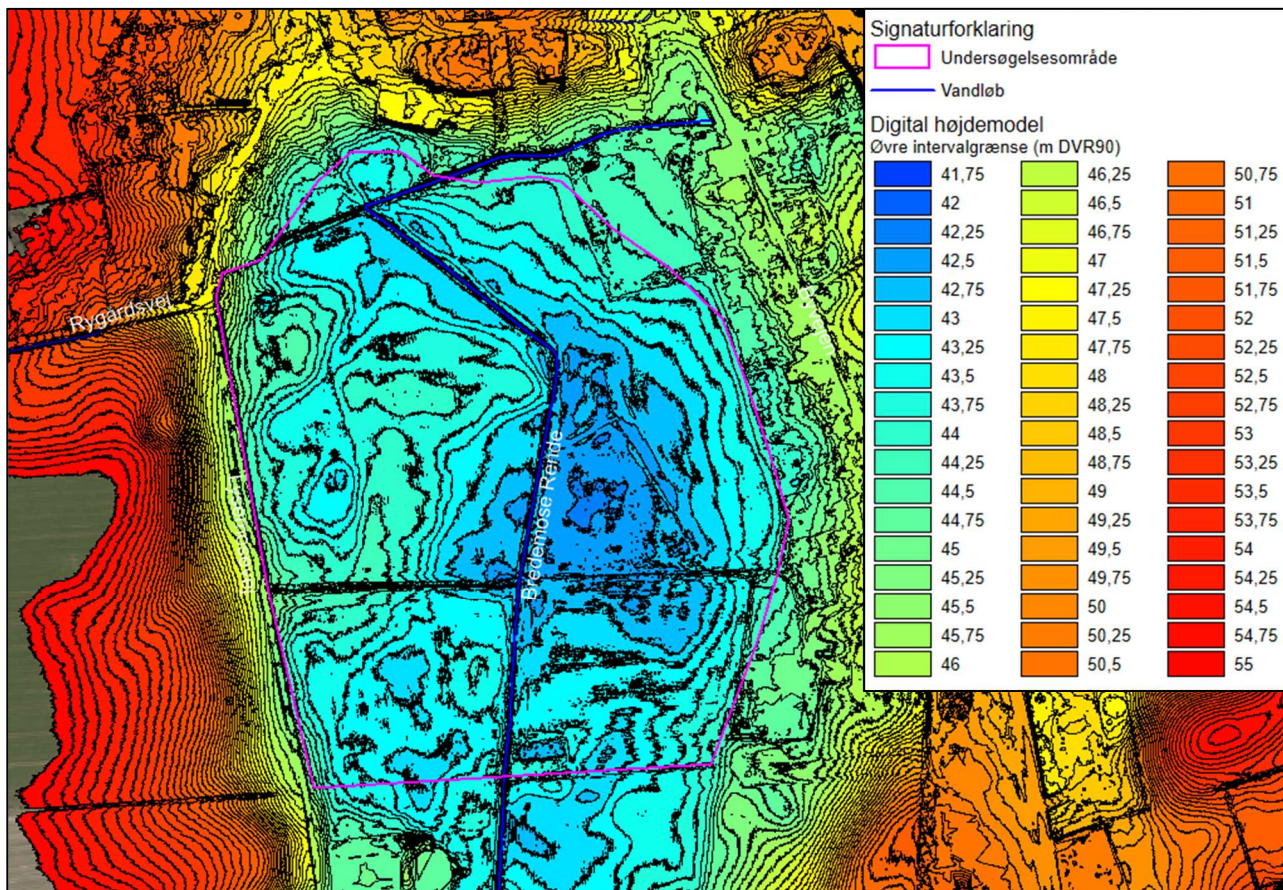 Signaturforklaring
Undersøgelsesområde
Vandløb
Digital højdemodel
Øvre intervalgrænse (m DVR90)
41,75 46,25 50,75
42 46,5 51
42,25 46,75 51,25
42,5 47 51,5
42,75 47,25 51,75
43 47,5 52
43,25 47,75 52,25
43,5 48 52,5
43,75 48,25 52,75
44 48,5 53
44,25 48,75 53,25
44,5 49 53,5
44,75 49,25 53,75
45 49,5 54
45,25 49,75 54,25
45,5 50 54,5
45,75 50,25 54,75
46 50,5 55
Rygårdsvej
Bredemose Rende